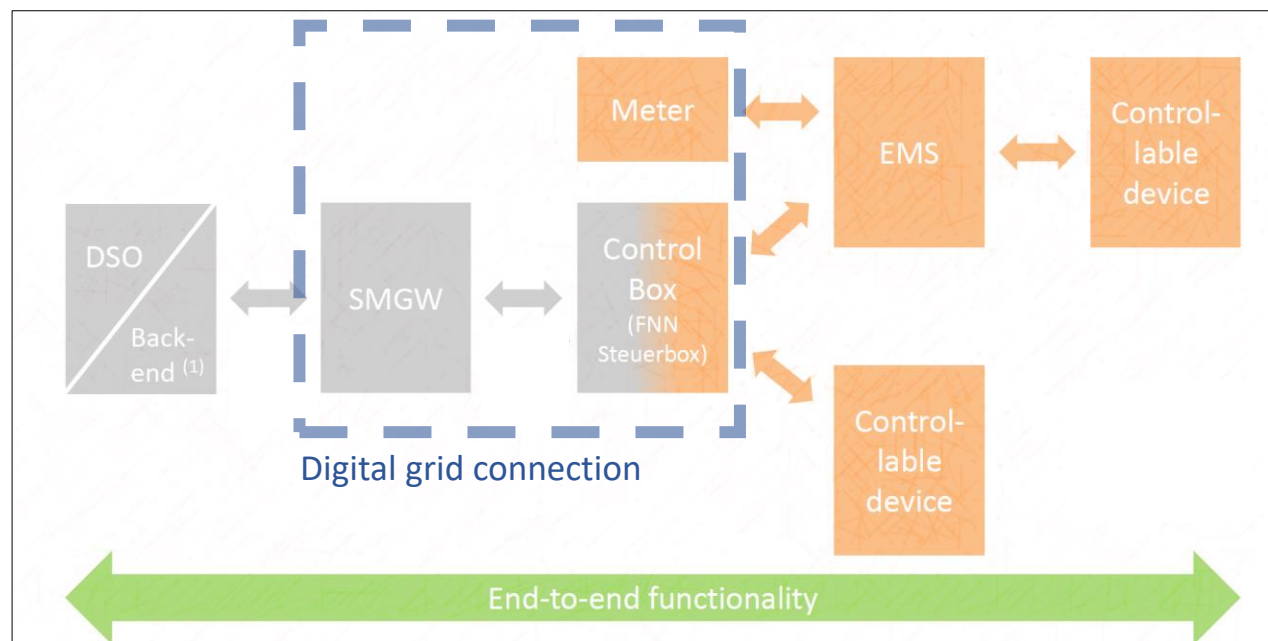 Meter
EMS
Control-
lable
device
DSO
Back-
end (1)
SMGW
Control
Box
(FNN
Steuerbox)
Control-
lable
device
Digital grid connection
End-to-end functionality